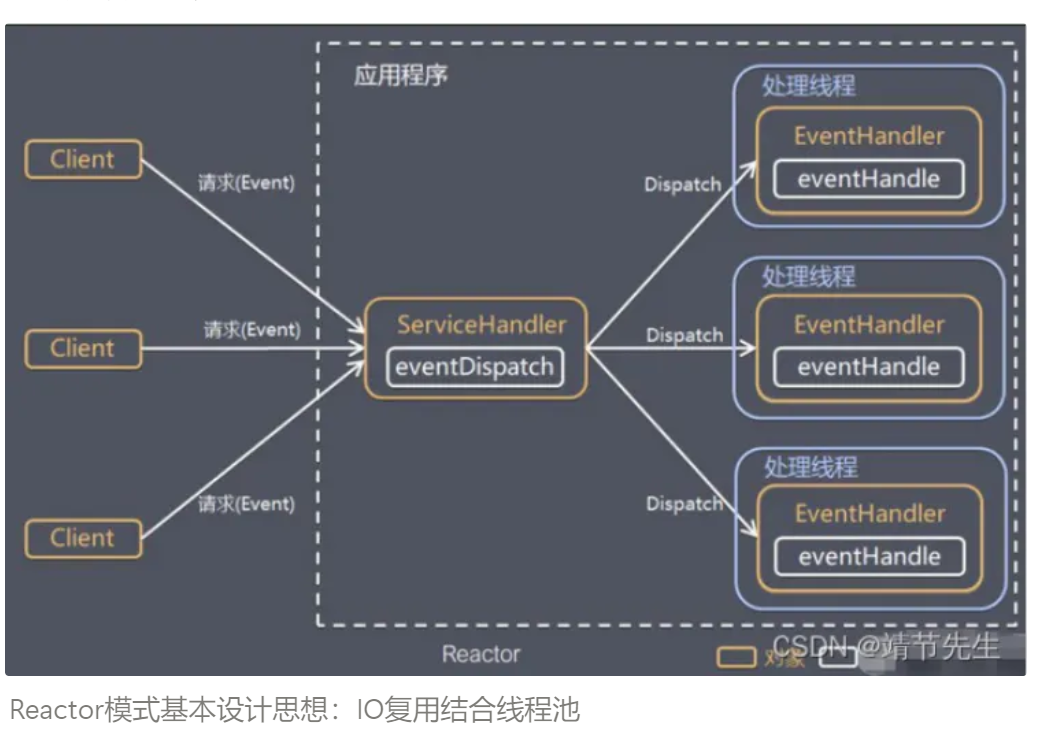 应用程序
处理线程
EventHandler
eventHandle
Client
请求(Event)
Dispatch
处理线程
EventHandler
eventHandle
ServiceHandler
eventDispatch
Client
请求(Event)
Dispatch
处理线程
EventHandler
eventHandle
Client
请求(Event)
Dispatch
Reactor
对象
CSDN @靖节先生
Reactor模式基本设计思想：IO复用结合线程池